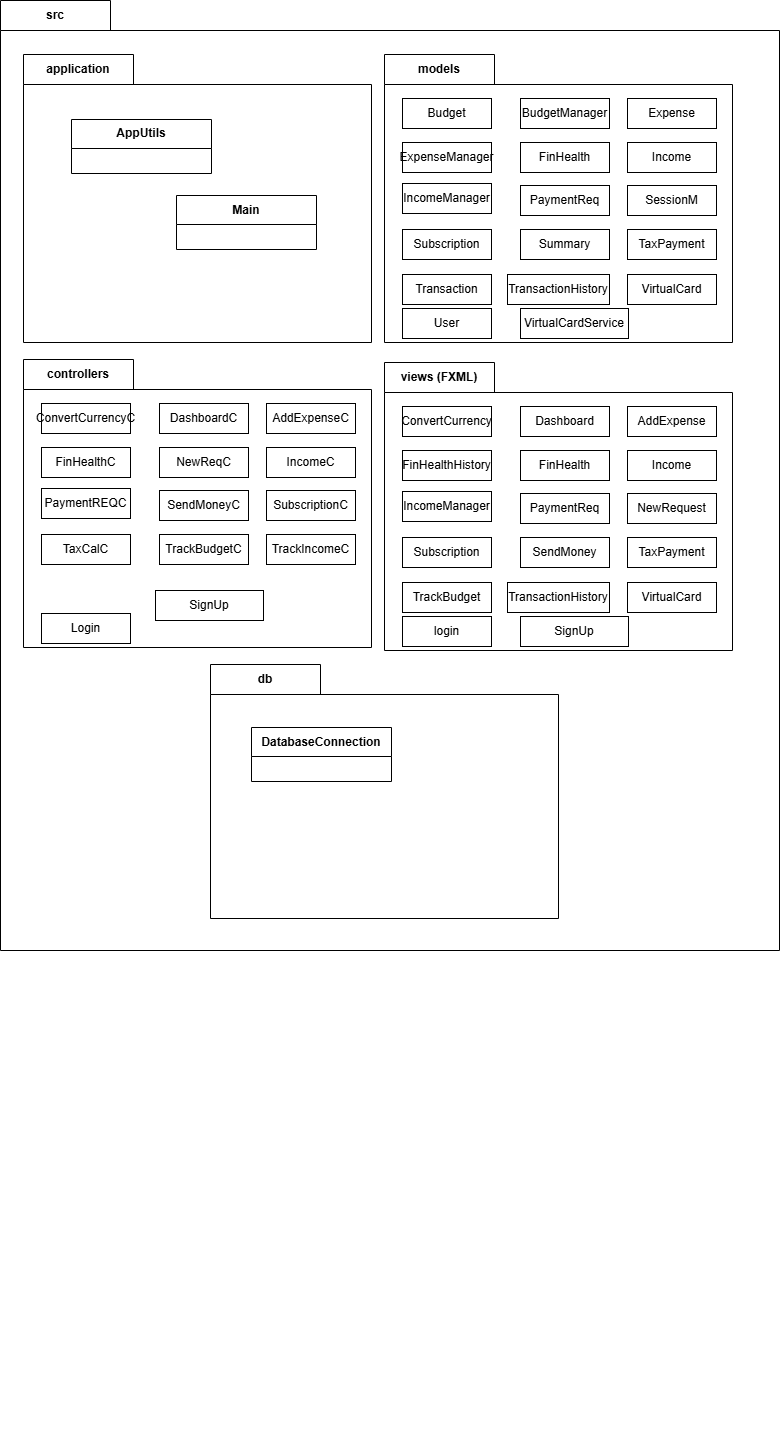 src
application
AppUtils
Main
models
Budget
BudgetManager
Expense
ExpenseManager
FinHealth
Income
IncomeManager
PaymentReq
SessionM
Subscription
Summary
TaxPayment
Transaction
TransactionHistory
VirtualCard
User
VirtualCardService
controllers
ConvertCurrencyC
DashboardC
AddExpenseC
FinHealthC
NewReqC
IncomeC
PaymentREQC
SendMoneyC
SubscriptionC
TaxCalC
TrackBudgetC
TrackIncomeC
SignUp
Login
views (FXML)
ConvertCurrency
Dashboard
AddExpense
FinHealthHistory
FinHealth
Income
IncomeManager
PaymentReq
NewRequest
Subscription
SendMoney
TaxPayment
TrackBudget
TransactionHistory
VirtualCard
login
SignUp
db
DatabaseConnection